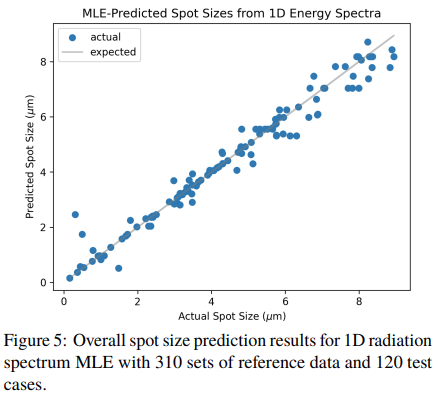 MLE-Predicted Spot Sizes from 1D Energy Spectra
actual
expected
8
6
4
2
0
Predicted Spot Size (μm)
0 2 4 6 8
Actual Spot Size (μm)
Figure 5: Overall spot size prediction results for 1D radiation
spectrum MLE with 310 sets of reference data and 120 test
cases.